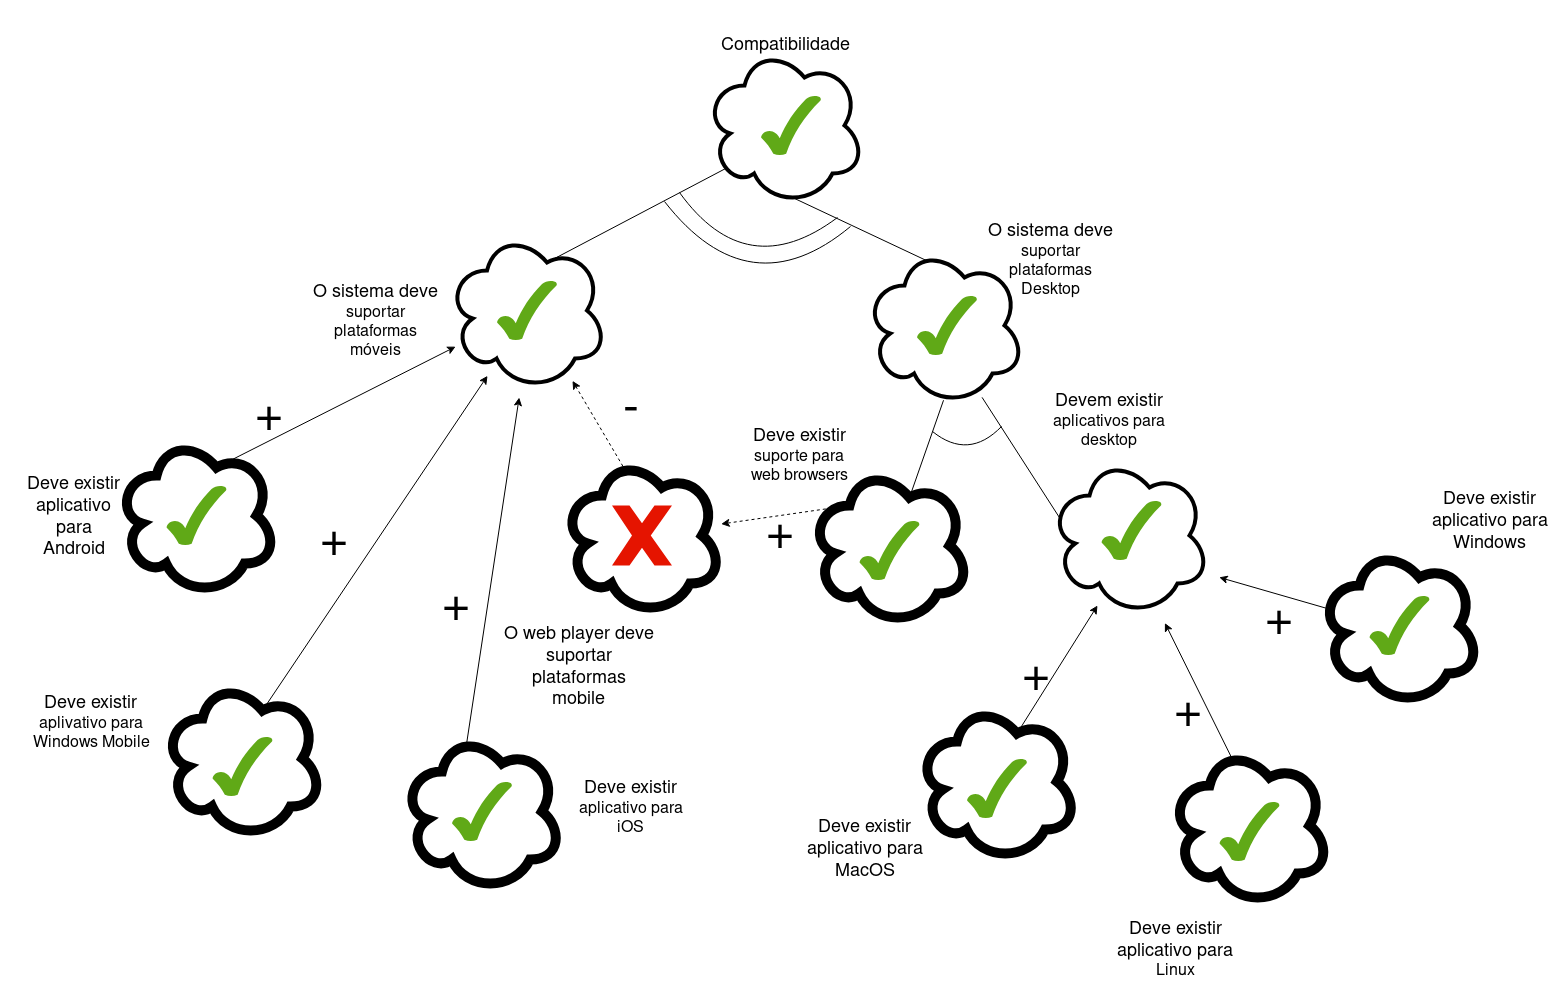 Compatibilidade
O sistema deve
suportar
plataformas
Desktop
O sistema deve
suportar
plataformas
móveis
-
+
Devem existir
aplicativos para
desktop
Deve existir
suporte para
web browsers
Deve existir
aplicativo
para
Android
Deve existir
aplicativo para
Windows
+
+
+
+
+
O web player deve
suportar
plataformas
mobile
+
+
Deve existir
aplivativo para
Windows Mobile
Deve existir
aplicativo para
iOS
Deve existir
aplicativo para
MacOS
Deve existir
aplicativo para
Linux